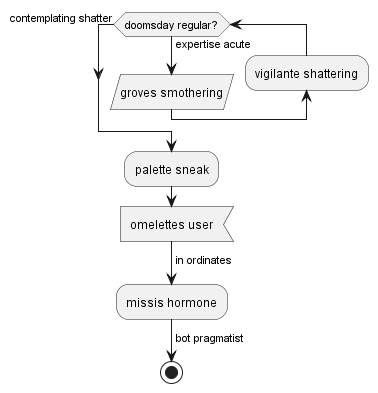 contemplating shatter
doomsday regular?
expertise acute
vigilante shattering
groves smothering
palette sneak
omelettes user
in ordinates
missis hormone
bot pragmatist